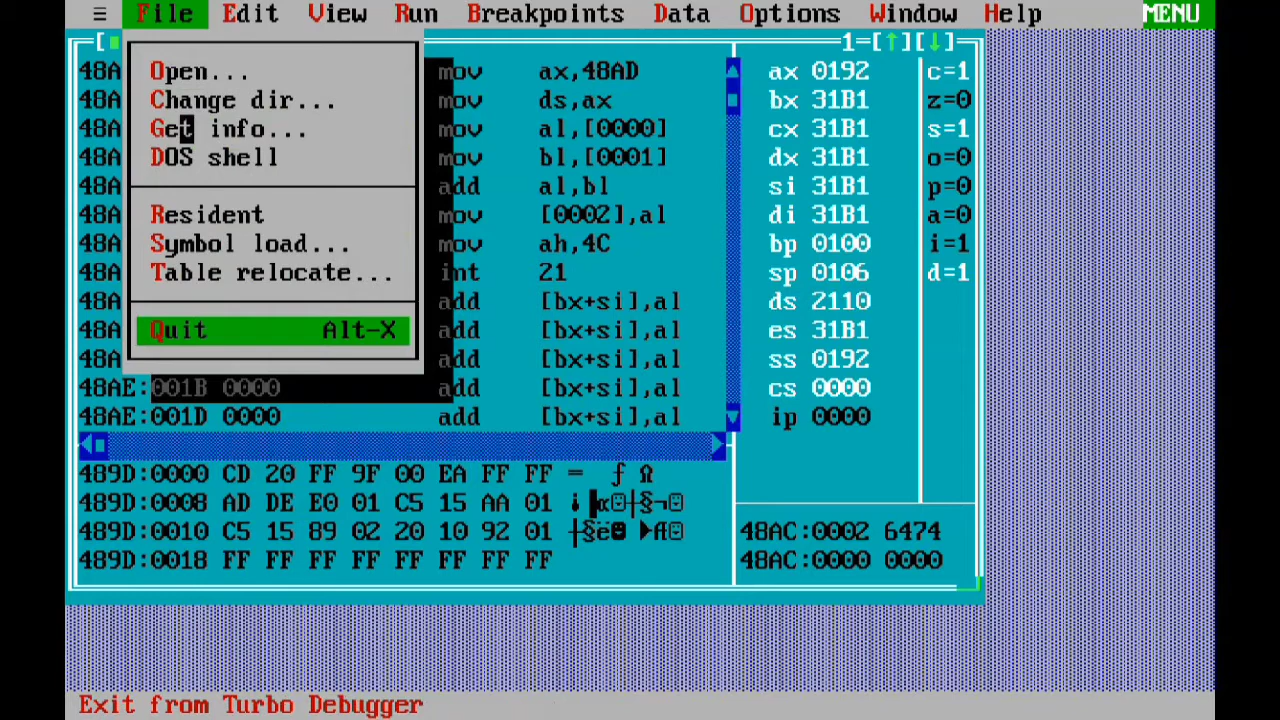 ≡ File Edit View Run Breakpoints Data Options Window Help MENU
[■ 1=[↑][↓]
48A Open... mov ax,48AD ax 0192 c=1
48A Change dir... mov ds,ax bx 31B1 z=0
48A Get info... mov al,[0000] cx 31B1 s=1
48A DOS shell mov bl,[0001] dx 31B1 o=0
48A add al,bl si 31B1 p=0
48A Resident mov [0002],al di 31B1 a=0
48A Symbol load... mov ah,4C bp 0100 i=1
48A Table relocate... int 21 sp 0106 d=1
48A add [bx+si],al ds 2110
48A Quit Alt-X add [bx+si],al es 31B1
48A add [bx+si],al ss 0192
48AE:001B 0000 add [bx+si],al cs 0000
48AE:001D 0000 add [bx+si],al ip 0000
489D:0000 CD 20 FF 9F 00 EA FF FF = ƒ Ω
489D:0008 AD DE E0 01 C5 15 AA 01 ¡▐α☺┼§¬☺
489D:0010 C5 15 89 02 20 10 92 01 ┼§ë☻ ►Æ☺ 48AC:0002 6474
489D:0018 FF FF FF FF FF FF FF FF 48AC:0000 0000
Exit from Turbo Debugger